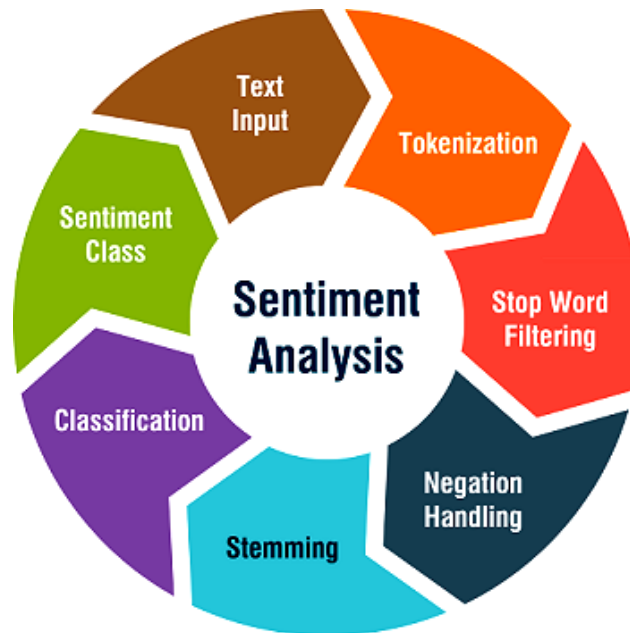 Text
Input
Tokenization
Stop Word
Filtering
Negation
Handling
Stemming
Classification
Sentiment
Class
Sentiment
Analysis